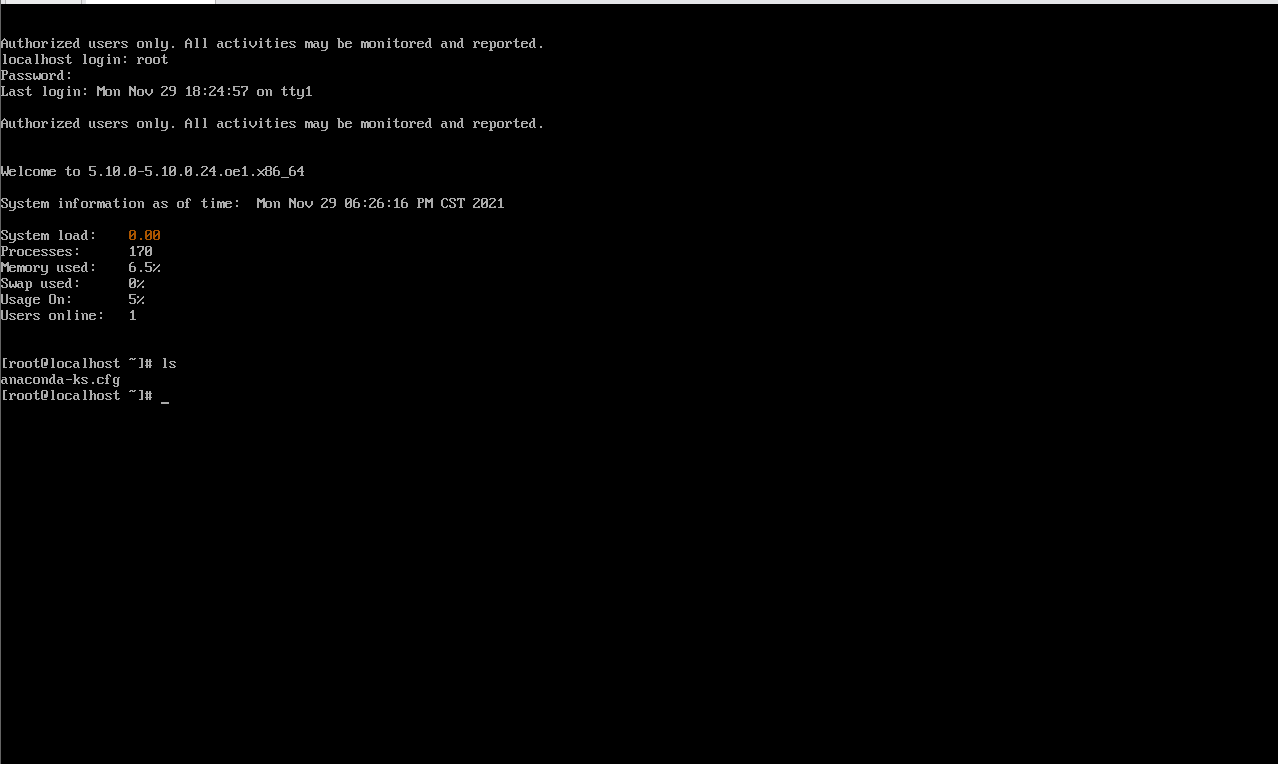 Authorized users only. All activities may be monitored and reported.
localhost login: root
Password:
Last login: Mon Nov 29 18:24:57 on tty1
Authorized users only. All activities may be monitored and reported.
Welcome to 5.10.0-5.10.0.24.oe1.x86_64
System information as of time:  Mon Nov 29 06:26:16 PM CST 2021
System load:    0.00
Processes:      170
Memory used:    6.5%
Swap used:      0%
Usage On:       5%
Users online:   1
[root@localhost ~]# ls
anaconda-ks.cfg
[root@localhost ~]# _